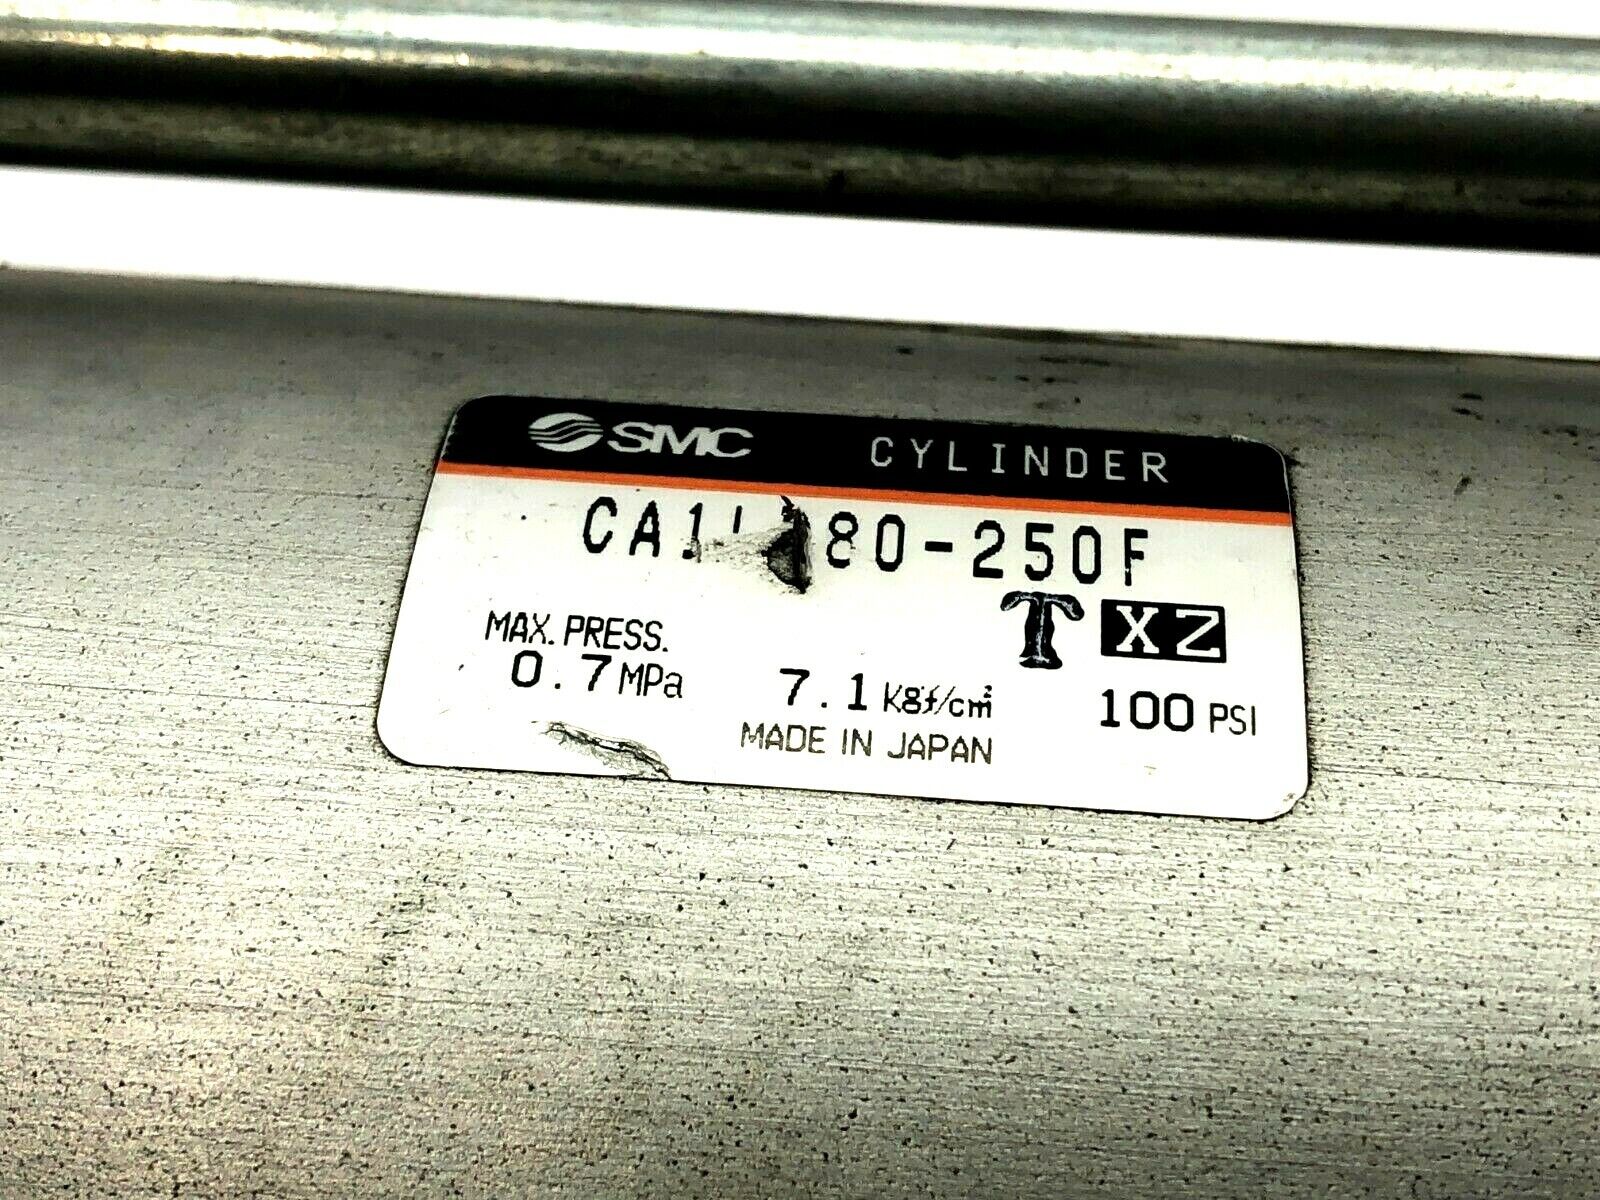 SMC CYLINDER
80-250F
T XZ
MAX. PRESS.
0.7 MPa 7.1 Kgf/cm² 100 PSI
MADE IN JAPAN